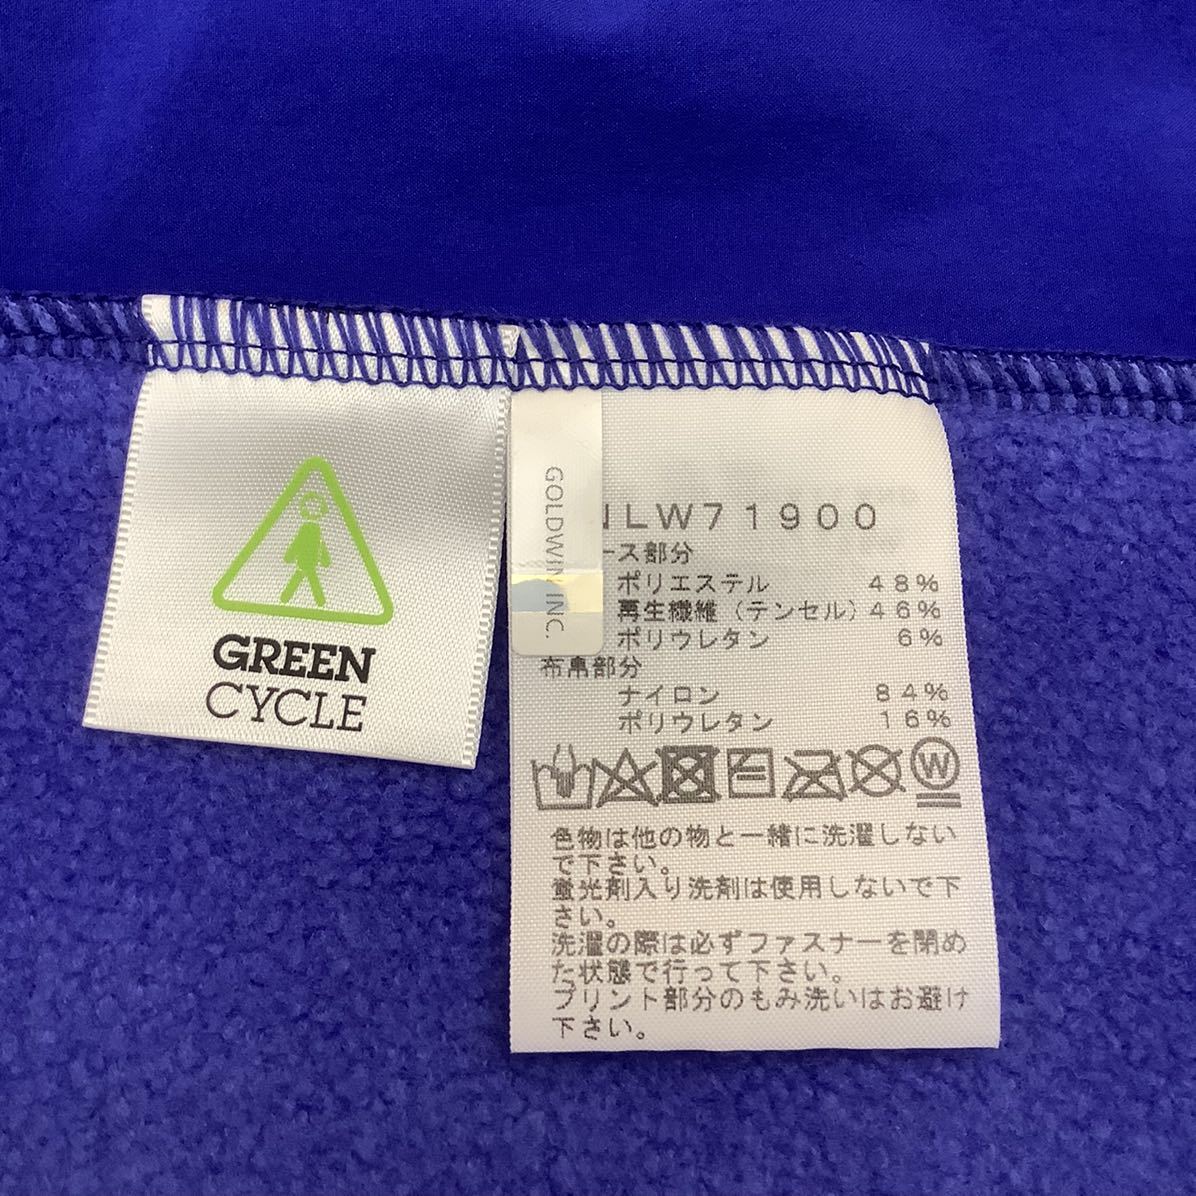 GREEN
CYCLE
GOLDWIN INC.
NLW71900
ース部分
ポリエステル 48%
再生繊維(テンセル)46%
ポリウレタン 6%
布帛部分
ナイロン 84%
ポリウレタン 16%
W
色物は他の物と一緒に洗濯しない
で下さい。
蛍光剤入り洗剤は使用しないで下
さい。
洗濯の際は必ずファスナーを閉め
た状態で行って下さい。
プリント部分のもみ洗いはお避け
下さい。